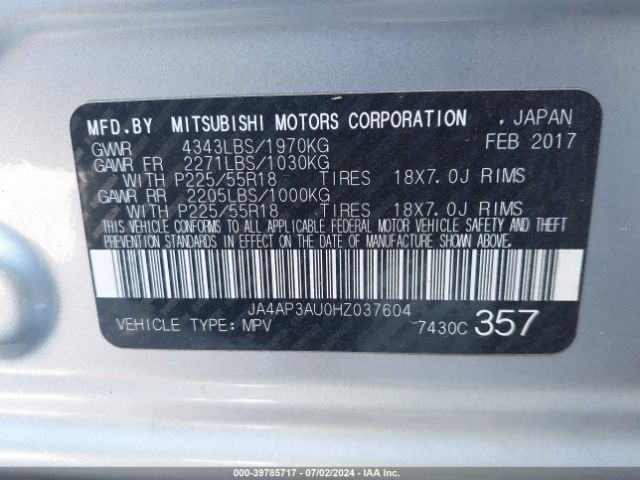 MFD.BY MITSUBISHI MOTORS CORPORATION , JAPAN
GVWR 4343LBS/1970KG FEB 2017
GAWR FR 2271LBS/1030KG
WITH P225/55R18 TIRES 18X7.0J RIMS
GAWR RR 2205LBS/1000KG
WITH P225/55R18 TIRES 18X7.0J RIMS
THIS VEHICLE CONFORMS TO ALL APPLICABLE FEDERAL MOTOR VEHICLE SAFETY AND THEFT
PREVENTION STANDARDS IN EFFECT ON THE DATE OF MANUFACTURE SHOWN ABOVE.
JA4AP3AU0HZ037604
VEHICLE TYPE: MPV 7430C 357
000-39785717 - 07/02/2024 - IAAI.COM